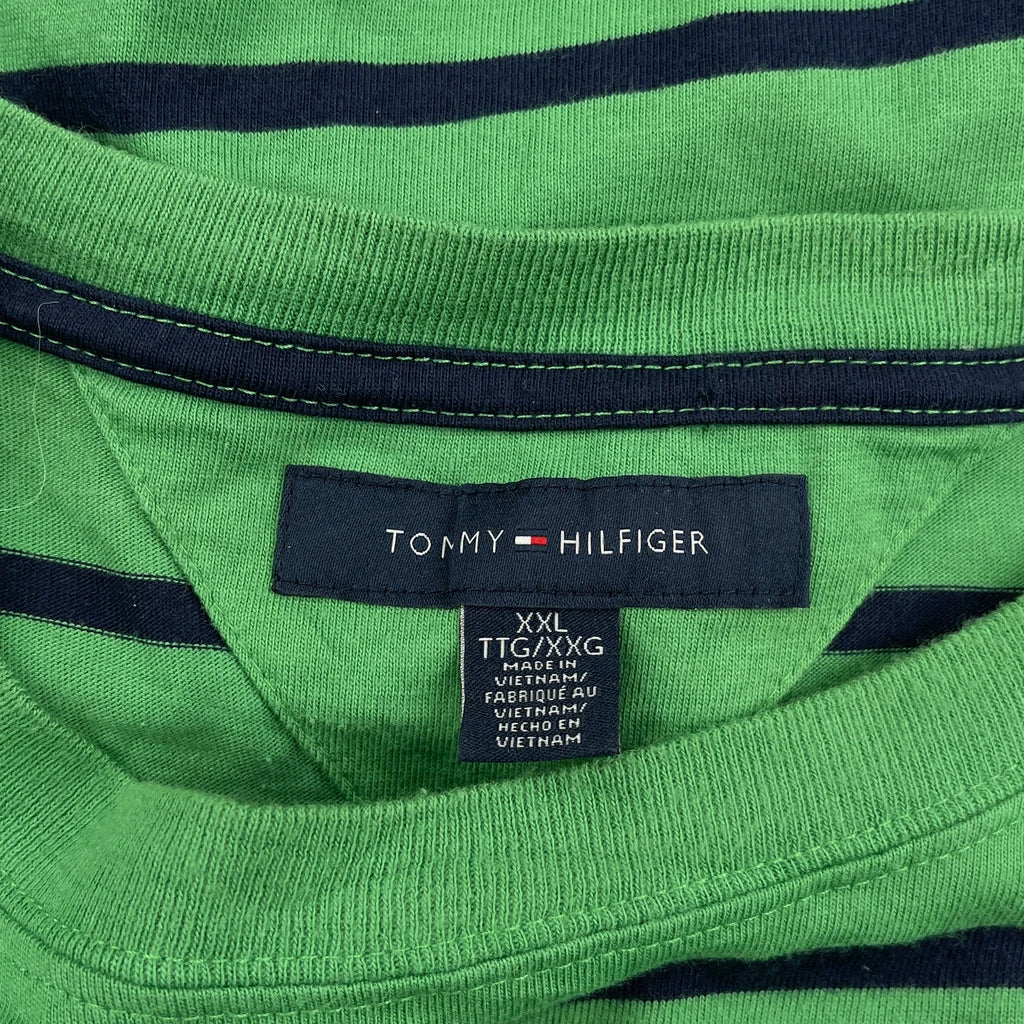 TOMMY HILFIGER
XXL
TTG/XXG
MADE IN
VIETNAM/
FABRIQUÉ AU
VIETNAM/
HECHO EN
VIETNAM